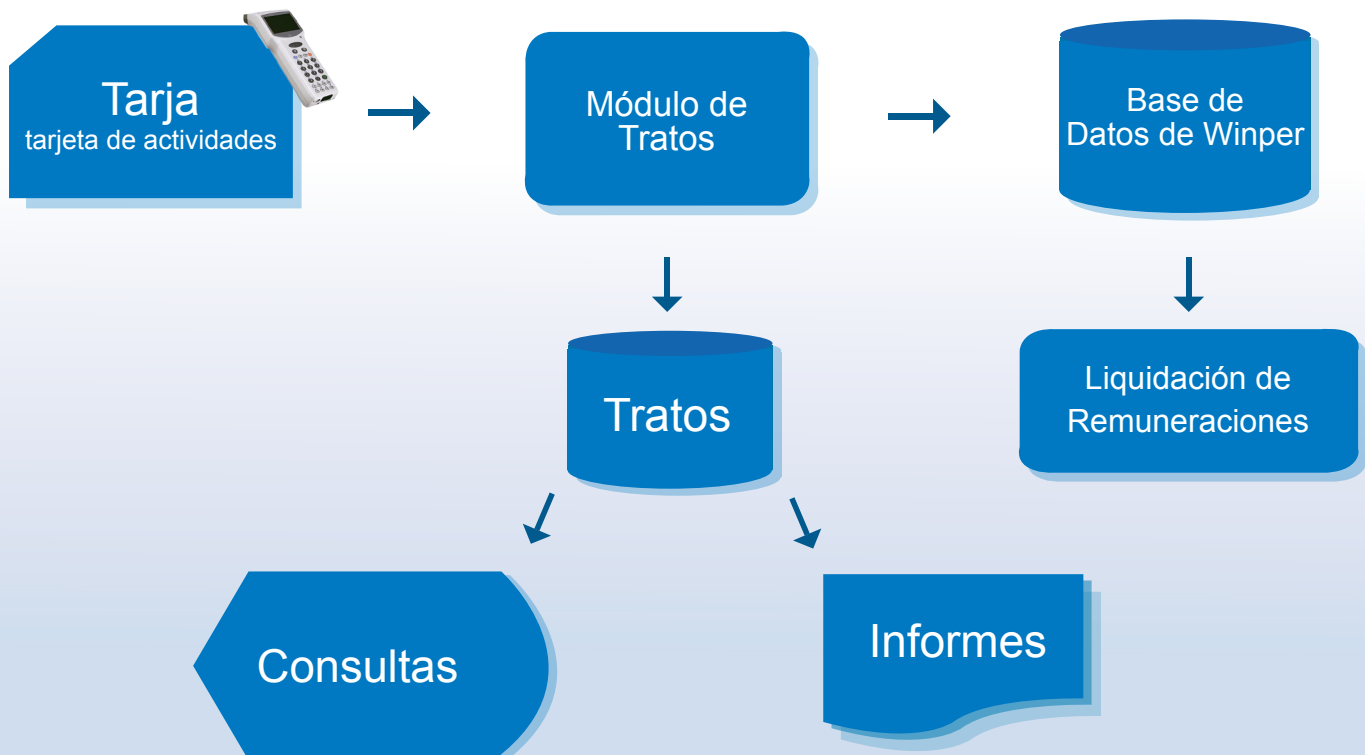 Tarja
tarjeta de actividades
Módulo de
Tratos
Base de
Datos de Winper
Tratos
Liquidación de
Remuneraciones
Consultas
Informes